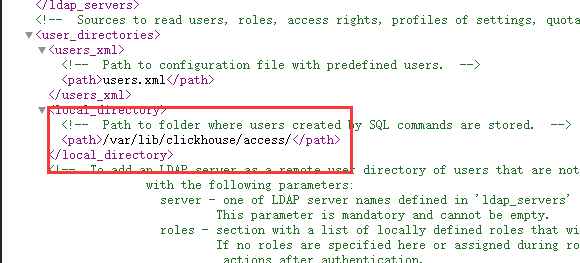 </ldap_servers>
<!-- Sources to read users, roles, access rights, profiles of settings, quota
<user_directories>
<users_xml>
<!-- Path to configuration file with predefined users. -->
<path>users.xml</path>
</users_xml>
<local_directory>
<!-- Path to folder where users created by SQL commands are stored. -->
<path>/var/lib/clickhouse/access/</path>
</local_directory>
<!-- To add an LDAP server as a remote user directory of users that are not
with the following parameters:
server - one of LDAP server names defined in 'ldap_servers'
This parameter is mandatory and cannot be empty.
roles - section with a list of locally defined roles that wi
If no roles are specified here or assigned during ro
actions after authentication.